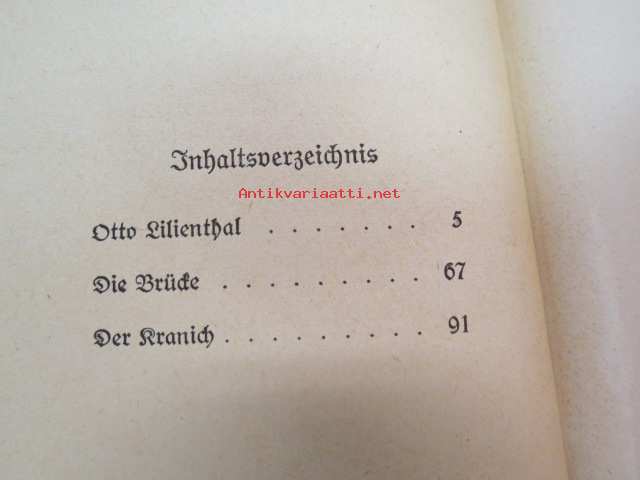 Inhaltsverzeichnis
Antikvariaatti.net
Otto Lilienthal . . . . . . . 5
Die Brücke . . . . . . . . . 67
Der Kranich . . . . . . . . . 91